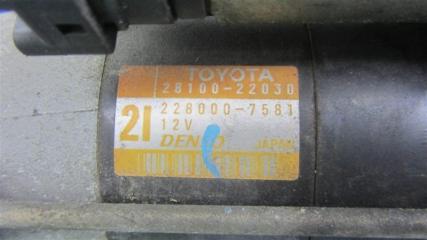 TOYOTA
28100-22030
21 228000-7581
12V
DENSO JAPAN